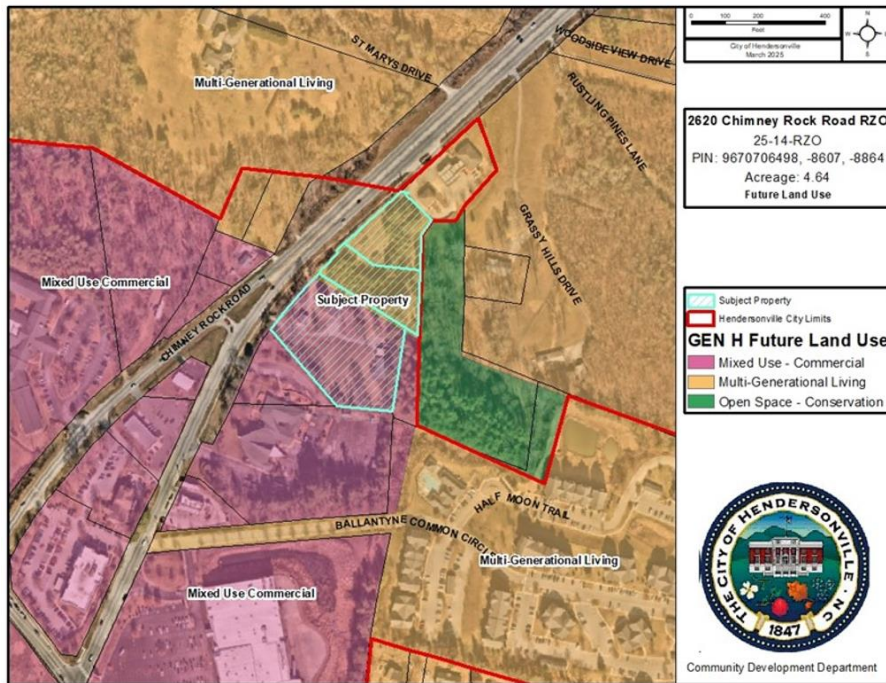 0 100 200 400
Feet
N
W
S
City of Hendersonville
March 2025
2620 Chimney Rock Road RZO
25-14-RZO
PIN: 9670706498, -8607, -8864
Acreage: 4.64
Future Land Use
Subject Property
Hendersonville City Limits
GEN H Future Land Use
Mixed Use - Commercial
Multi-Generational Living
Open Space - Conservation
THE CITY OF HENDERSONVILLE · NC
1847
Community Development Department
ST MARYS DRIVE
WOODSIDE VIEW DRIVE
Multi-Generational Living
RUSTLING PINES LANE
GRASSY HILLS DRIVE
Mixed Use Commercial
Subject Property
CHIMNEY ROCK ROAD
HALF MOON TRAIL
BALLANTYNE COMMON CIRCLE
Multi-Generational Living
Mixed Use Commercial